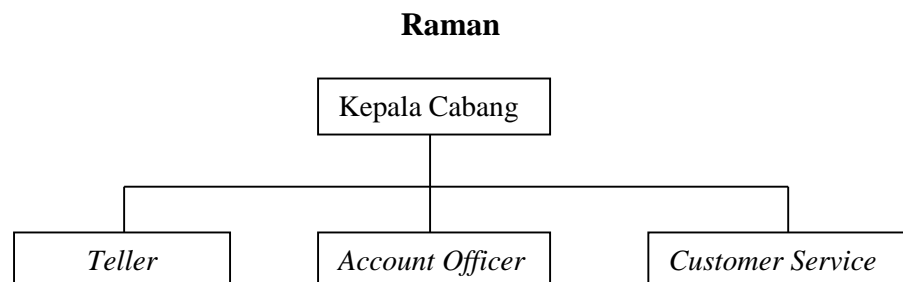 Raman
Kepala Cabang
Teller
Account Officer
Customer Service